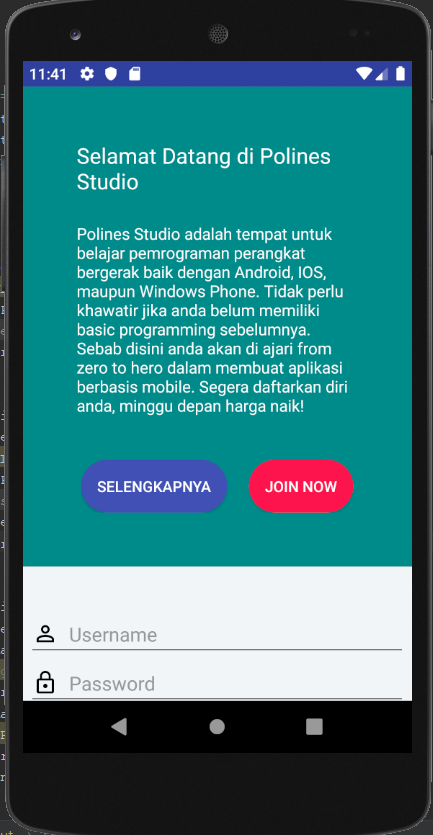 11:41
Selamat Datang di Polines
Studio
Polines Studio adalah tempat untuk
belajar pemrograman perangkat
bergerak baik dengan Android, IOS,
maupun Windows Phone. Tidak perlu
khawatir jika anda belum memiliki
basic programming sebelumnya.
Sebab disini anda akan di ajari from
zero to hero dalam membuat aplikasi
berbasis mobile. Segera daftarkan diri
anda, minggu depan harga naik!
SELENGKAPNYA JOIN NOW
Username
Password